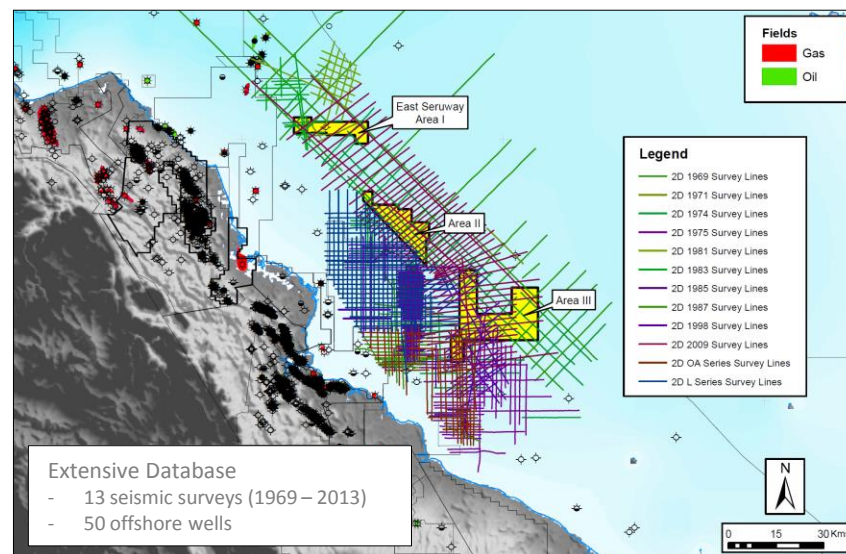 Fields
Gas
Oil
East Seruway
Area I
Legend
2D 1969 Survey Lines
2D 1971 Survey Lines
2D 1974 Survey Lines
2D 1975 Survey Lines
2D 1981 Survey Lines
2D 1983 Survey Lines
2D 1985 Survey Lines
2D 1987 Survey Lines
2D 1998 Survey Lines
2D 2009 Survey Lines
2D OA Series Survey Lines
2D L Series Survey Lines
Area II
Area III
Extensive Database
- 13 seismic surveys (1969 – 2013)
- 50 offshore wells
N
0 15 30 Kms